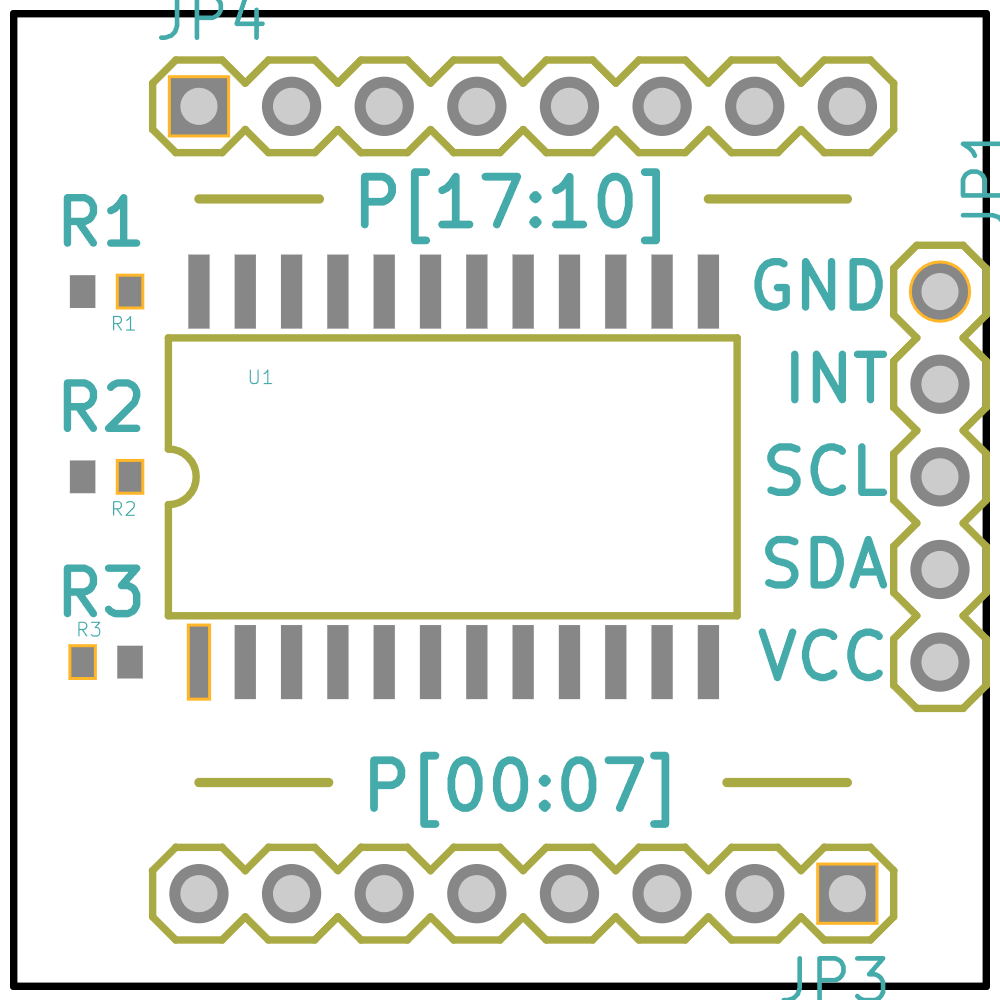 JP4
P[17:10]
JP1
R1
GND
R1
INT
U1
R2
SCL
R2
SDA
R3
R3
VCC
P[00:07]
JP3